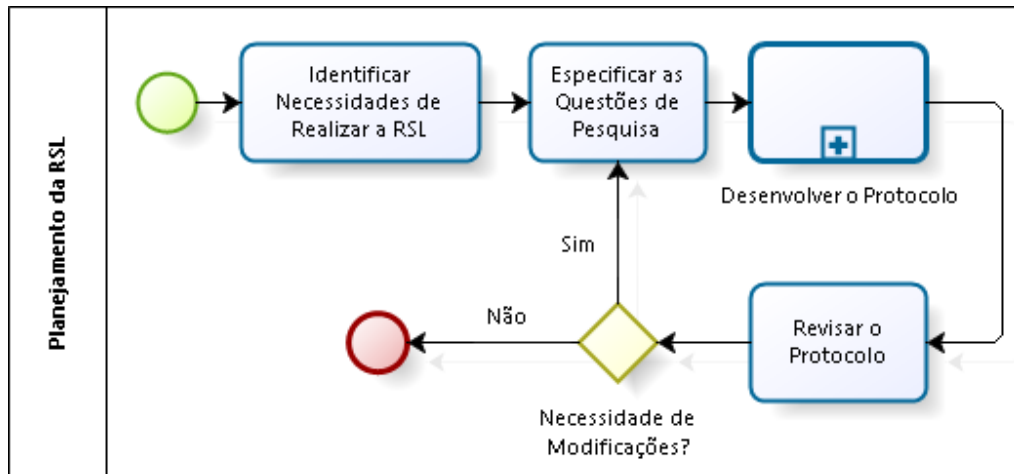 Planejamento da RSL
Identificar
Necessidades de
Realizar a RSL
Especificar as
Questões de
Pesquisa
Desenvolver o Protocolo
Sim
Não
Revisar o
Protocolo
Necessidade de
Modificações?